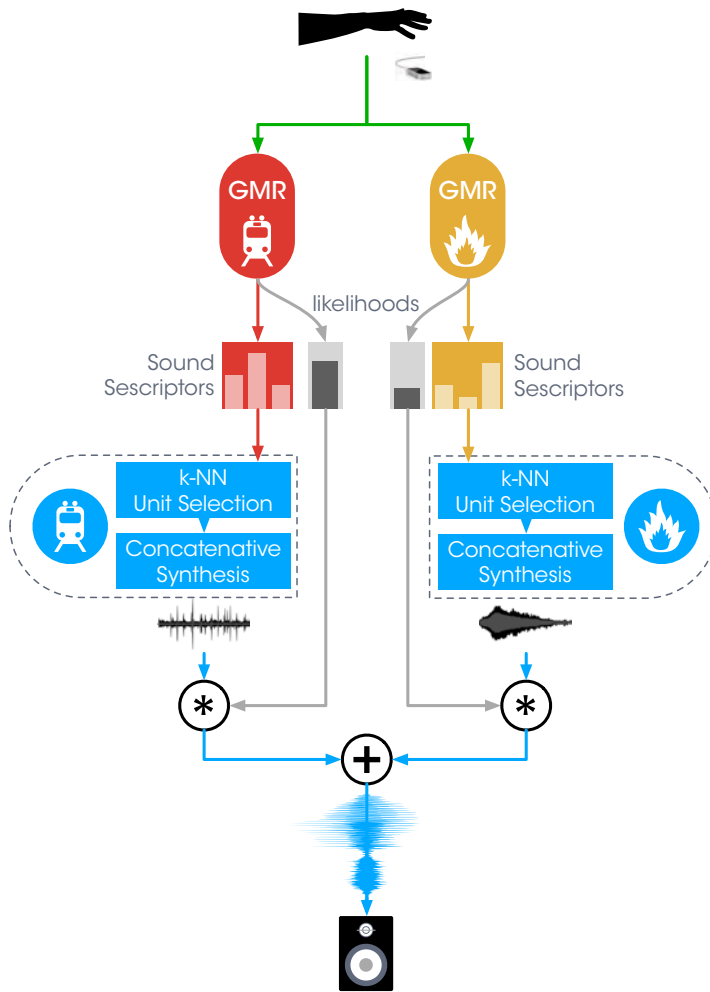 GMR
GMR
likelihoods
Sound
Sescriptors
Sound
Sescriptors
k-NN
Unit Selection
Concatenative
Synthesis
k-NN
Unit Selection
Concatenative
Synthesis
*
*
+